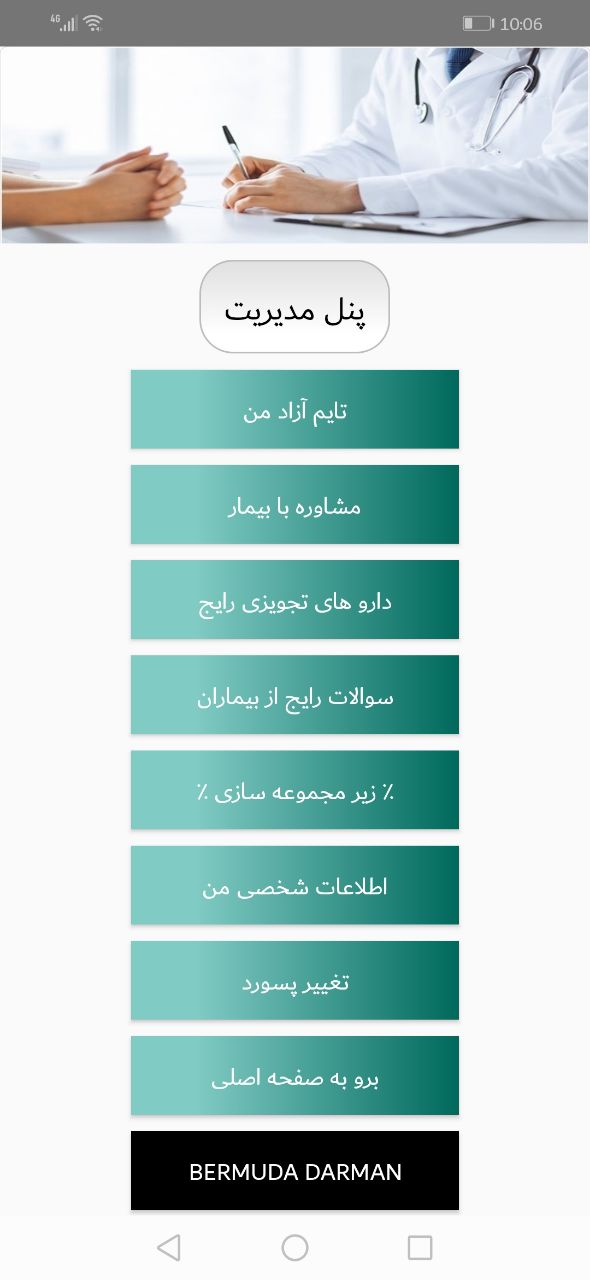 4G
10:06
پنل مدیریت
تایم آزاد من
مشاوره با بیمار
دارو های تجویزی رایج
سوالات رایج از بیماران
٪ زیر مجموعه سازی ٪
اطلاعات شخصی من
تغییر پسورد
برو به صفحه اصلی
BERMUDA DARMAN